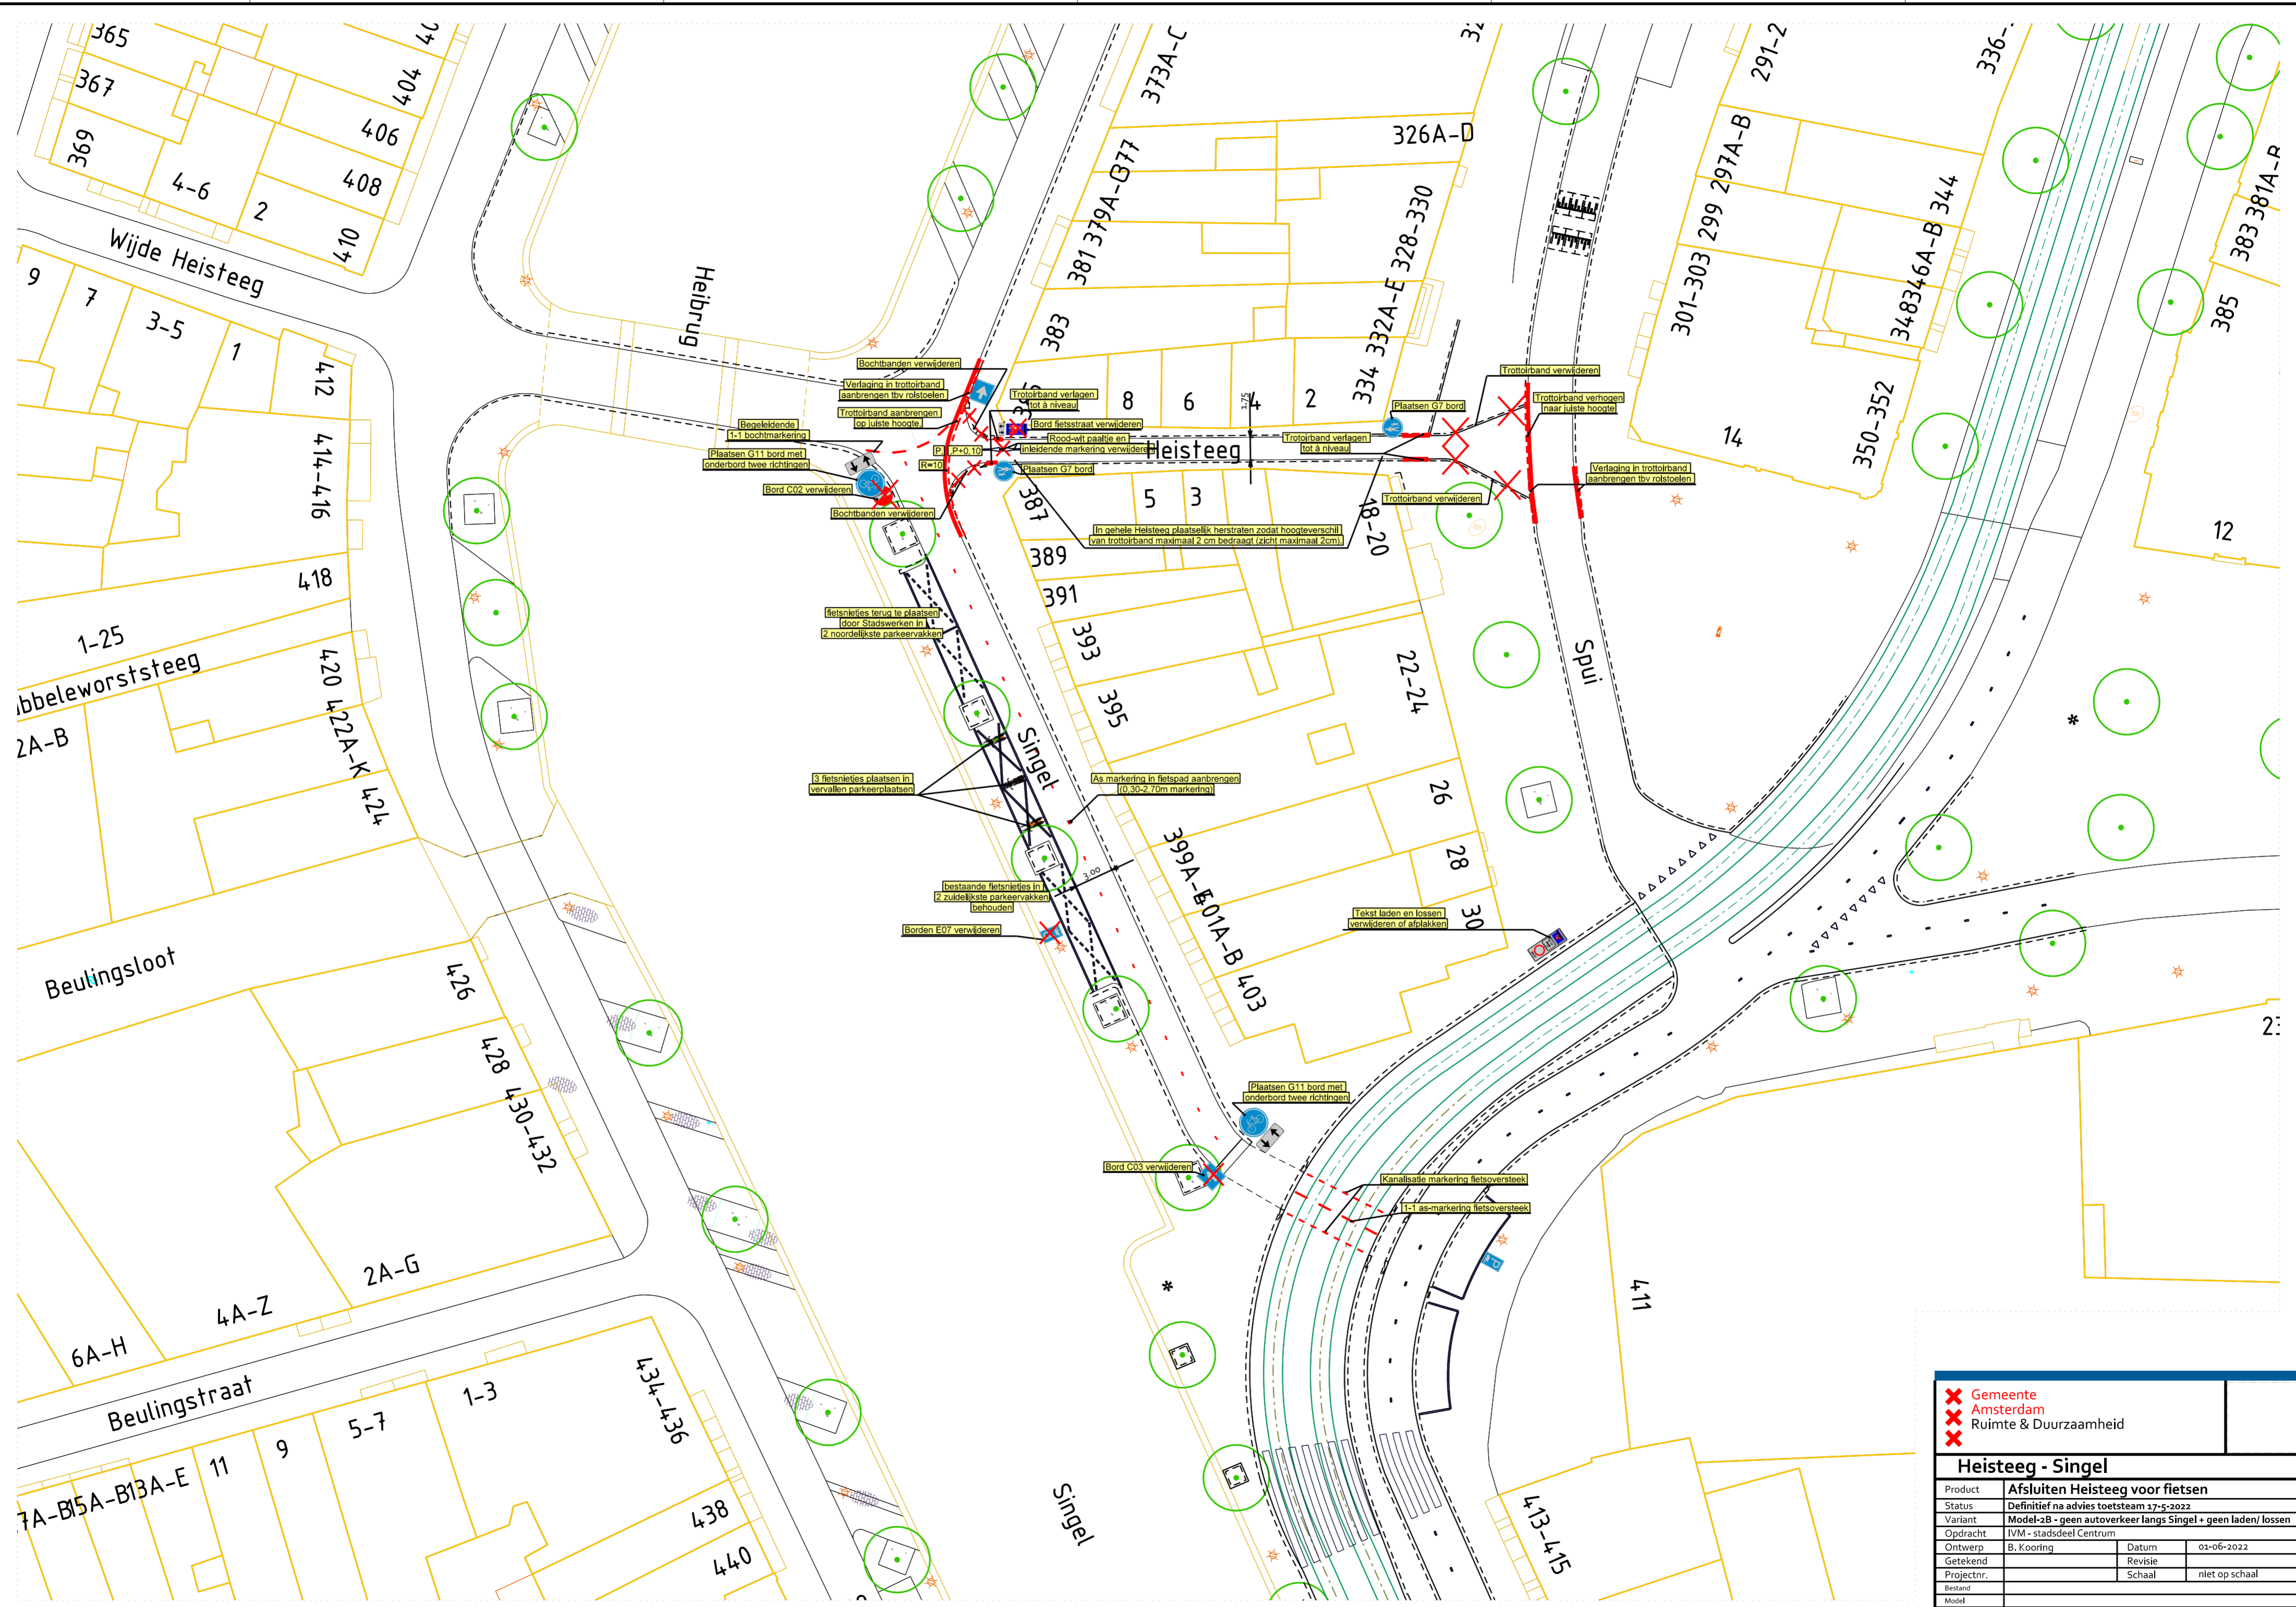 365
367
369
4-6
2
404
406
408
410
Wijde Heisteeg
9
7
3-5
1
412
414-416
418
1-25
420
422A-K
424
2A-B
Beulingsloot
426
428
430-432
2A-G
4A-Z
6A-H
Beulingstraat
1-3
5-7
9
11
13A-E
15A-B
434-436
438
440
Heibrug
373A-C
377
381
383
326A-D
328-330
332A-E
334
8
6
4
2
1,75
Heisteeg
387
5
3
18-20
389
391
393
395
22-24
26
28
30
399A-E
401A-B
403
Singel
3.00
Spui
291-2
297A-B
299
301-303
336-
344
346A-B
348
350-352
14
12
383
381A-B
385
411
413-415
Singel
Bochtbanden verwijderen
Verlaging in trottoirband
aanbrengen tbv rolstoelen
Trottoirband aanbrengen
op juiste hoogte.
Begeleidende
1-1 bochtmarkering
Plaatsen G11 bord met
onderbord twee richtingen
Bord C02 verwijderen
Bochtbanden verwijderen
R=10
P+0,10
Trotoirband verlagen
tot à niveau
Bord fietsstraat verwijderen
Rood-wit paaltje en
inleidende markering verwijderen
Plaatsen G7 bord
Trotoirband verlagen
tot à niveau
Plaatsen G7 bord
Trottoirband verwijderen
Trottoirband verhogen
naar juiste hoogte
Verlaging in trottoirband
aanbrengen tbv rolstoelen
Trottoirband verwijderen
In gehele Heisteeg plaatselijk herstraten zodat hoogteverschil
van trottoirband maximaal 2 cm bedraagt (zicht maximaal 2cm).
fietsnietjes terug te plaatsen
door Stadswerken in
2 noordelijkste parkeervakken
3 fietsnietjes plaatsen in
vervallen parkeerplaatsen
As markering in fietspad aanbrengen
(0,30-2,70m markering)
bestaande fietsnietjes in
2 zuidelijkste parkeervakken
behouden
Borden E07 verwijderen
Tekst laden en lossen
verwijderen of afplakken
Plaatsen G11 bord met
onderbord twee richtingen
Bord C03 verwijderen
Kanalisatie markering fietsoversteek
1-1 as-markering fietsoversteek
P
Gemeente
Amsterdam
Ruimte & Duurzaamheid
Heisteeg - Singel
Product Afsluiten Heisteeg voor fietsen
Status Definitief na advies toetsteam 17-5-2022
Variant Model-2B - geen autoverkeer langs Singel + geen laden/ lossen
Opdracht IVM - stadsdeel Centrum
Ontwerp B. Kooring Datum 01-06-2022
Getekend Revisie
Projectnr. Schaal niet op schaal
Bestand
Model